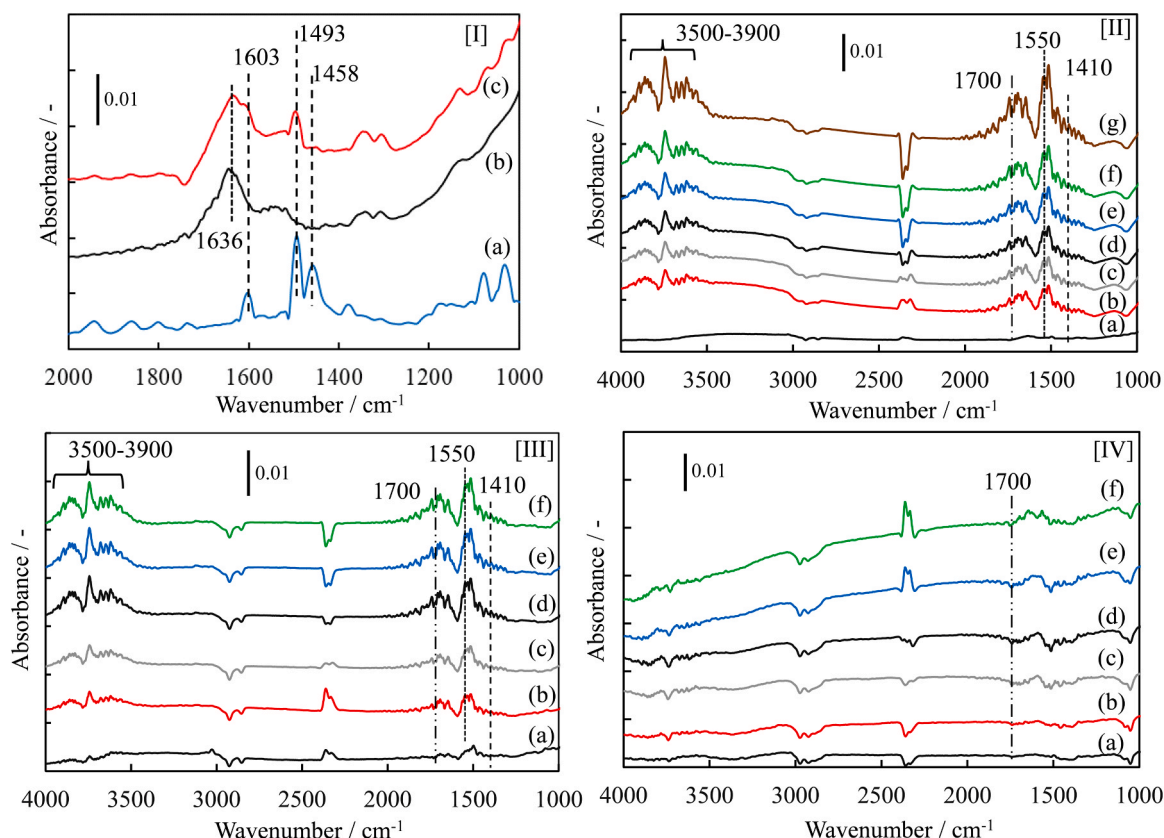 [I]
1493
1603
1458
0.01
(c)
(b)
1636
(a)
Absorbance / -
2000 1800 1600 1400 1200 1000
Wavenumber / cm-1
[II]
3500-3900
0.01
1550
1700
1410
(g)
(f)
(e)
(d)
(c)
(b)
(a)
Absorbance / -
4000 3500 3000 2500 2000 1500 1000
Wavenumber / cm-1
[III]
3500-3900
0.01
1550
1700
1410
(f)
(e)
(d)
(c)
(b)
(a)
Absorbance / -
4000 3000 2000 1000
Wavenumber / cm-1
[IV]
0.01
1700
(f)
(e)
(d)
(c)
(b)
(a)
Absorbance / -
4000 3500 3000 2500 2000 1500 1000
Wavenumber / cm-1